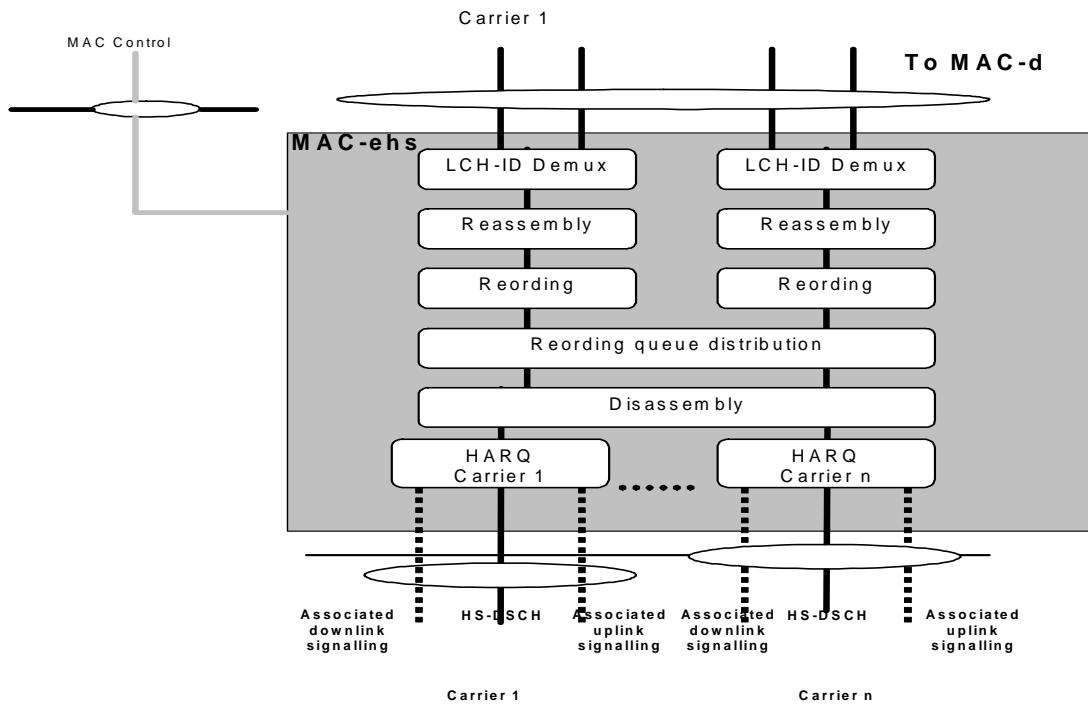 Carrier 1
MAC Control
To MAC-d
MAC-ehs
LCH-ID Demux
LCH-ID Demux
Reassembly
Reassembly
Reording
Reording
Reording queue distribution
Disassembly
HARQ
Carrier 1
HARQ
Carrier n
Associated
downlink
signalling
HS-DSCH
Associated
uplink
signalling
Associated
downlink
signalling
HS-DSCH
Associated
uplink
signalling
Carrier 1
Carrier n